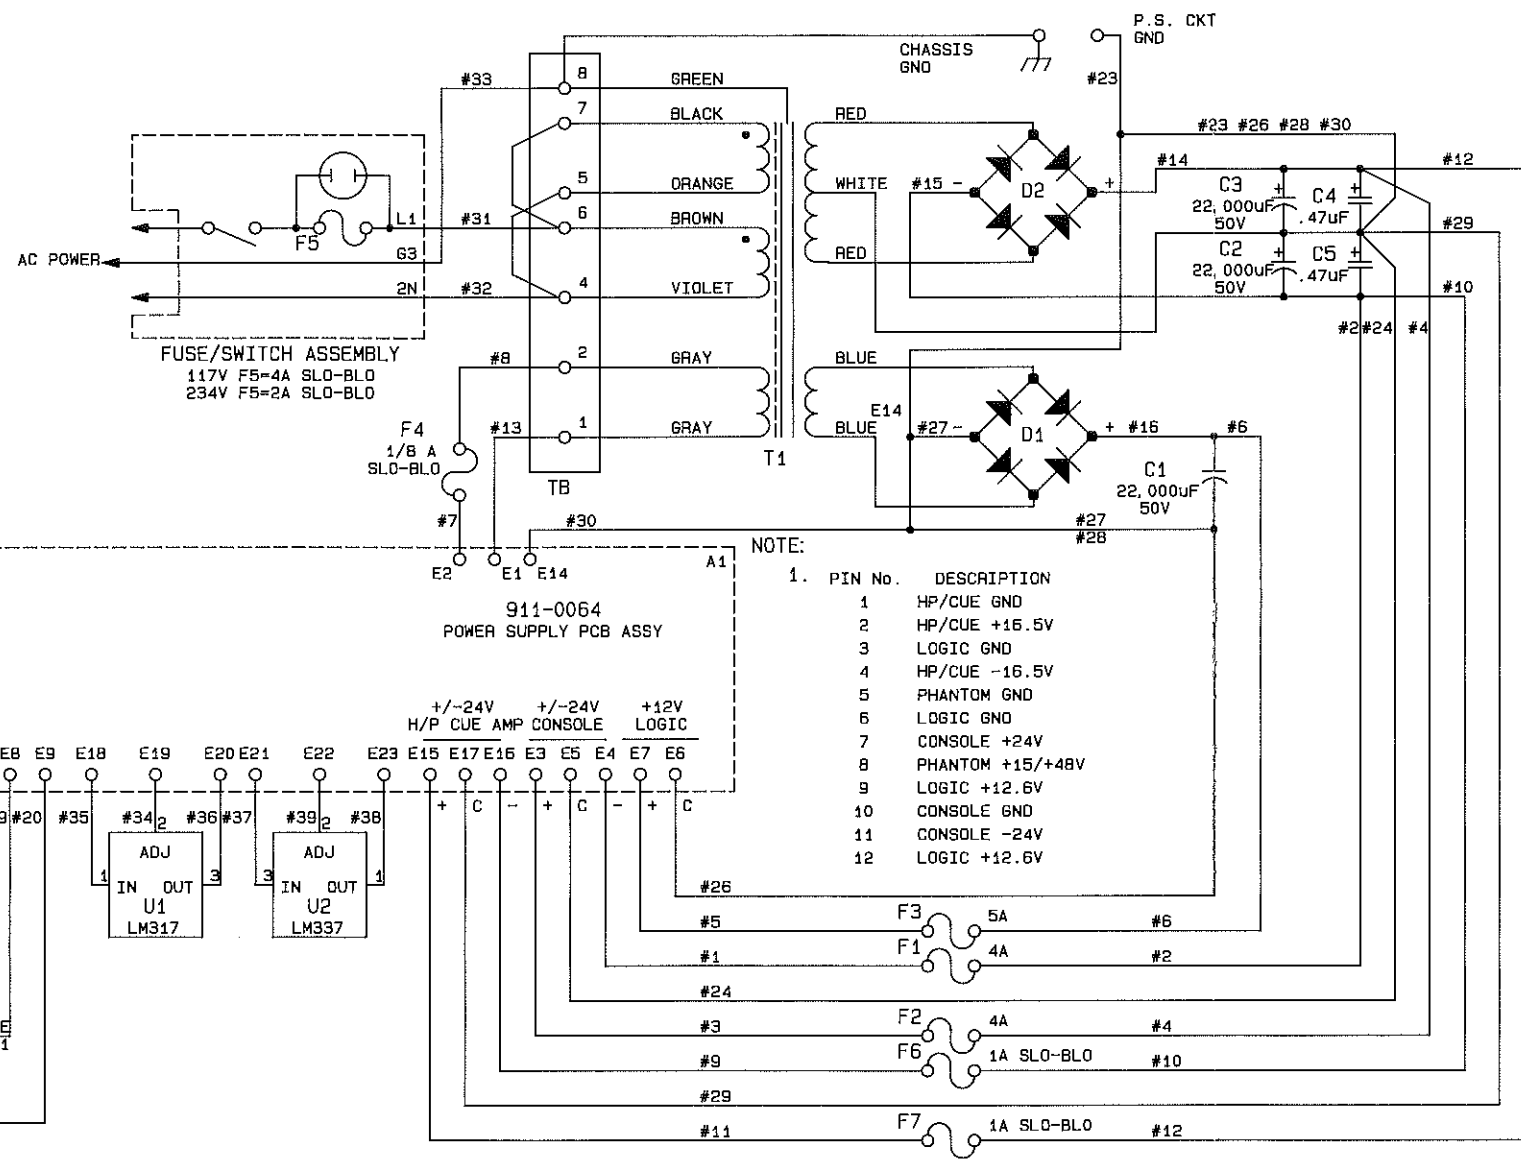 P.S. CKT
GND
CHASSIS
GND
#23
#33
8
GREEN
7
BLACK
RED
#23 #26 #28 #30
#14
#12
5
ORANGE
WHITE
#15 -
D2
+
C3
22,000uF
50V
+
C4
.47uF
+
L1
#31
6
BROWN
#29
F5
AC POWER
G3
RED
C2
22,000uF
50V
+
C5
.47uF
+
2N
#32
4
VIOLET
#10
#2 #24 #4
FUSE/SWITCH ASSEMBLY
117V F5=4A SLO-BLO
234V F5=2A SLO-BLO
#8
2
GRAY
BLUE
F4
1/8 A
SLO-BLO
#13
1
GRAY
E14
BLUE
#27 -
D1
+ #16
#6
T1
TB
C1
22,000uF
50V
#7
#30
#27
#28
E2
E1
E14
A1
911-0064
POWER SUPPLY PCB ASSY
NOTE:
1. PIN No. DESCRIPTION
1 HP/CUE GND
2 HP/CUE +16.5V
3 LOGIC GND
4 HP/CUE -16.5V
5 PHANTOM GND
6 LOGIC GND
7 CONSOLE +24V
8 PHANTOM +15/+48V
9 LOGIC +12.6V
10 CONSOLE GND
11 CONSOLE -24V
12 LOGIC +12.6V
+/-24V
H/P CUE AMP
+/-24V
CONSOLE
+12V
LOGIC
E8 E9 E18 E19 E20 E21 E22 E23 E15 E17 E16 E3 E5 E4 E7 E6
+ C - + C - + C
9 #20 #35 #34 2 #36 #37 #39 2 #38
ADJ
1 IN OUT 3
U1
LM317
ADJ
3 IN OUT 1
U2
LM337
#26
#5 F3 5A #6
#1 F1 4A #2
#24
#3 F2 4A #4
#9 F6 1A SLO-BLO #10
#29
#11 F7 1A SLO-BLO #12
E
1